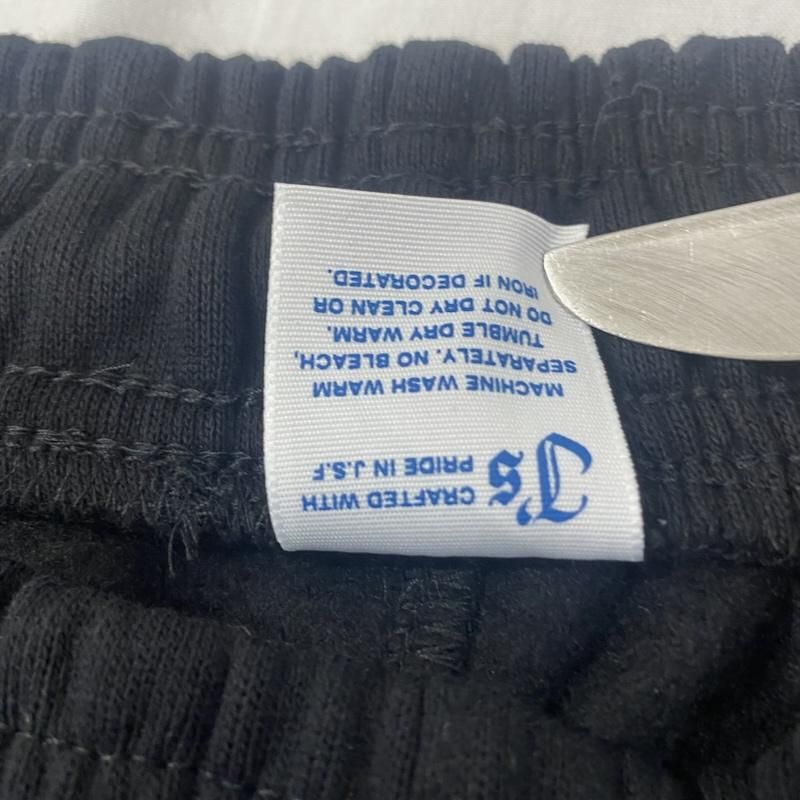 J's
CRAFTED WITH
PRIDE IN J.S.F
MACHINE WASH WARM
SEPARATELY. NO BLEACH,
TUMBLE DRY WARM.
DO NOT DRY CLEAN OR
IRON IF DECORATED.